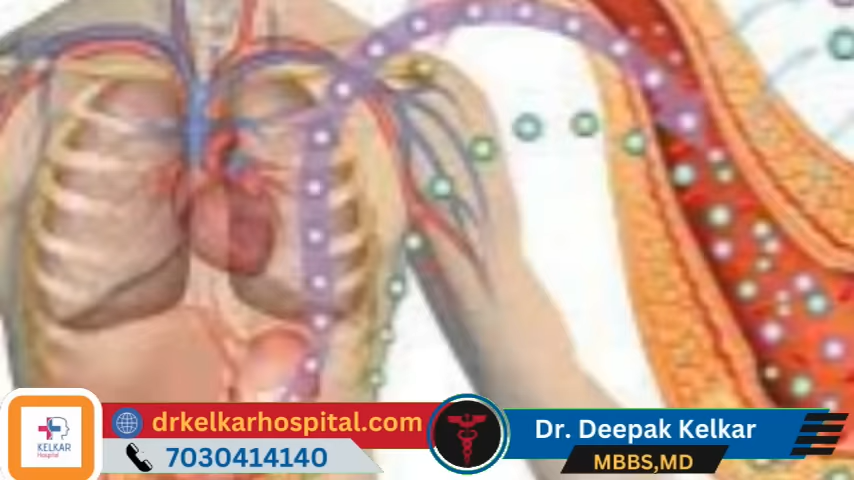 drkelkarhospital.com
7030414140
KELKAR
Hospital
Dr. Deepak Kelkar
MBBS,MD